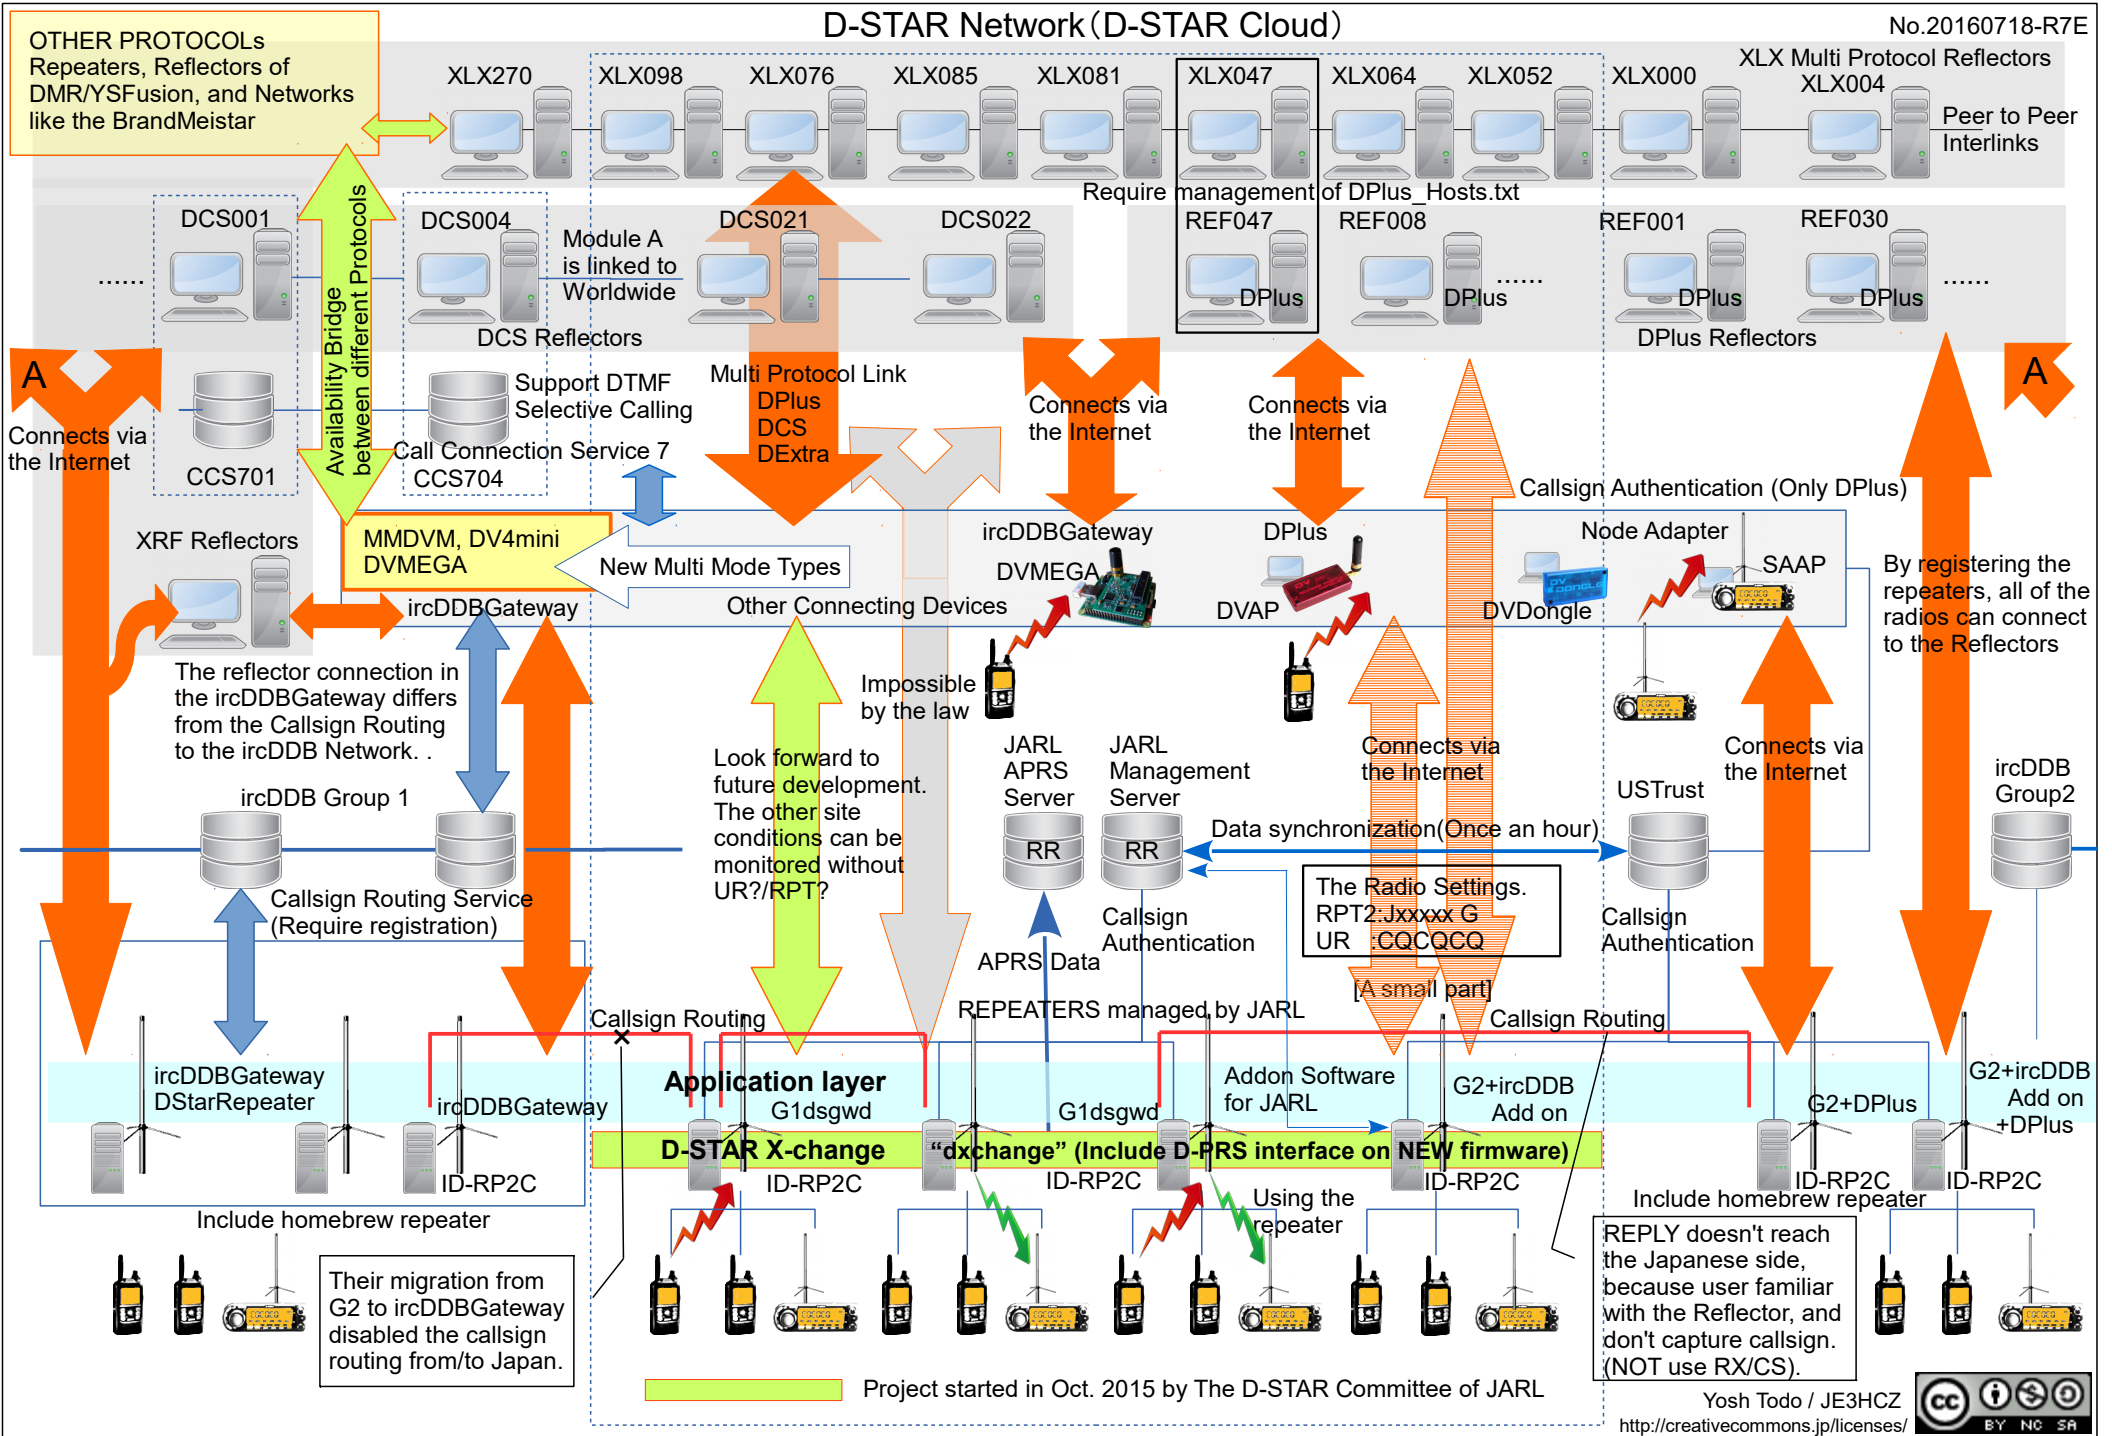 D-STAR Network(D-STAR Cloud)
No.20160718-R7E
OTHER PROTOCOLs
Repeaters, Reflectors of
DMR/YSFusion, and Networks
like the BrandMeistar
XLX Multi Protocol Reflectors
XLX270
XLX098
XLX076
XLX085
XLX081
XLX047
XLX064
XLX052
XLX000
XLX004
Peer to Peer
Interlinks
Require management of DPlus_Hosts.txt
Availability Bridge
between different Protocols
DCS001
DCS004
Module A
is linked to
Worldwide
DCS021
DCS022
REF047
REF008
REF001
REF030
......
......
......
DPlus
DPlus
DPlus
DPlus
DCS Reflectors
DPlus Reflectors
A
A
Connects via
the Internet
CCS701
Support DTMF
Selective Calling
Call Connection Service 7
CCS704
Multi Protocol Link
DPlus
DCS
DExtra
Connects via
the Internet
Connects via
the Internet
Callsign Authentication (Only DPlus)
XRF Reflectors
MMDVM, DV4mini
DVMEGA
New Multi Mode Types
ircDDBGateway
Other Connecting Devices
ircDDBGateway
DVMEGA
DPlus
DVAP
DVDongle
Node Adapter
SAAP
By registering the
repeaters, all of the
radios can connect
to the Reflectors
The reflector connection in
the ircDDBGateway differs
from the Callsign Routing
to the ircDDB Network. .
Impossible
by the law
Look forward to
future development.
The other site
conditions can be
monitored without
UR?/RPT?
JARL
APRS
Server
RR
JARL
Management
Server
RR
Connects via
the Internet
Connects via
the Internet
USTrust
ircDDB
Group2
ircDDB Group 1
Data synchronization(Once an hour)
The Radio Settings.
RPT2:Jxxxxx G
UR   :CQCQCQ
Callsign Routing Service
(Require registration)
Callsign
Authentication
Callsign
Authentication
APRS Data
[A small part]
REPEATERS managed by JARL
Callsign Routing
Callsign Routing
ircDDBGateway
DStarRepeater
ircDDBGateway
Application layer
G1dsgwd
G1dsgwd
Addon Software
for JARL
G2+ircDDB
Add on
G2+DPlus
G2+ircDDB
Add on
+DPlus
D-STAR X-change
“dxchange” (Include D-PRS interface on NEW firmware)
ID-RP2C
ID-RP2C
ID-RP2C
ID-RP2C
ID-RP2C
ID-RP2C
Include homebrew repeater
Using the
repeater
Include homebrew repeater
Their migration from
G2 to ircDDBGateway
disabled the callsign
routing from/to Japan.
REPLY doesn't reach
the Japanese side,
because user familiar
with the Reflector, and
don't capture callsign.
(NOT use RX/CS).
Project started in Oct. 2015 by The D-STAR Committee of JARL
Yosh Todo / JE3HCZ
http://creativecommons.jp/licenses/
cc
BY NC SA